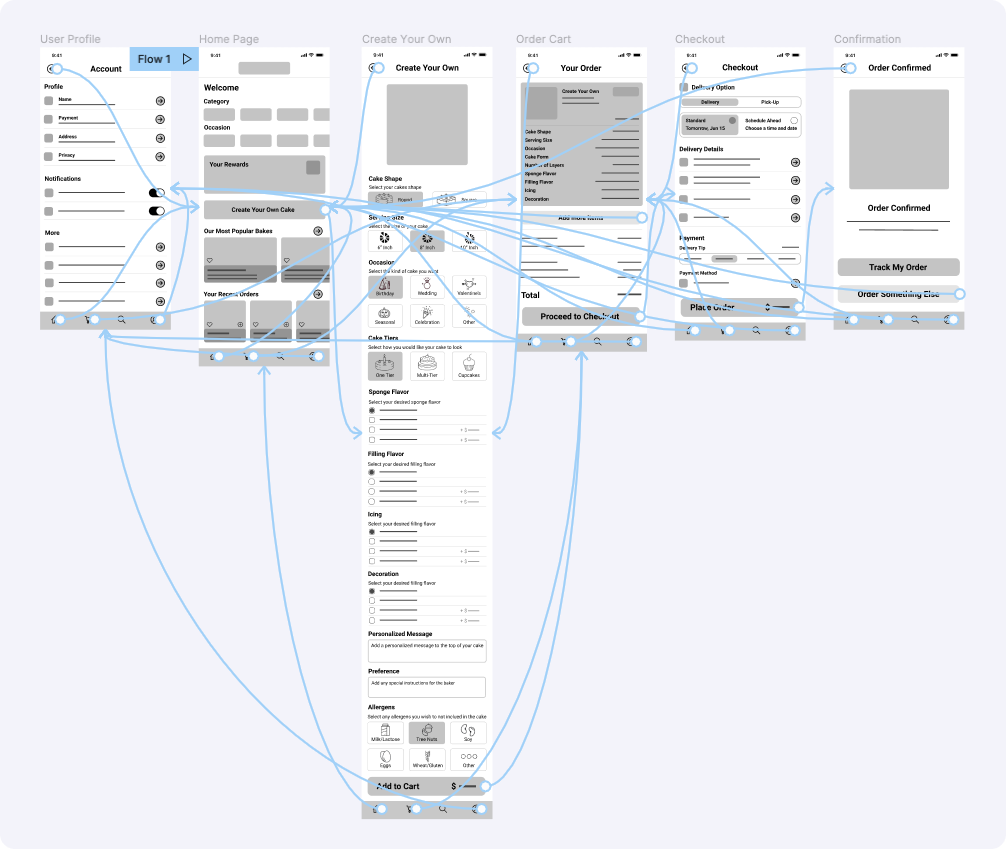 User Profile
Flow 1
9:41
Account
Profile
Name
Payment
Address
Privacy
Notifications
More
Home Page
9:41
Welcome
Category
Occasion
Your Rewards
Create Your Own Cake
Our Most Popular Bakes
Your Recent Orders
Create Your Own
9:41
Create Your Own
Cake Shape
Select your cakes shape
Round
Square
Serving Size
Select the size of your cake
6" Inch
8" Inch
10" Inch
Occasion
Select the kind of cake you want
Birthday
Wedding
Valentine's
Seasonal
Celebration
Other
Cake Tiers
Select how you would like your cake to look
One Tier
Multi-Tier
Cupcakes
Sponge Flavor
Select your desired sponge flavor
+ $
+ $
Filling Flavor
Select your desired filling flavor
+ $
+ $
Icing
Select your desired filling flavor
+ $
+ $
Decoration
Select your desired filling flavor
+ $
+ $
Personalized Message
Add a personalized message to the top of your cake
Preference
Add any special instructions for the baker
Allergens
Select any allergens you wish to not inclued in the cake
Milk/Lactose
Tree Nuts
Soy
Eggs
Wheat/Gluten
Other
Add to Cart $
Order Cart
9:41
Your Order
Create Your Own
Cake Shape
Serving Size
Occasion
Cake Form
Number of Layers
Sponge Flavor
Filling Flavor
Icing
Decoration
Add More Items
Total
Proceed to Checkout
Checkout
9:41
Checkout
Delivery Option
Delivery
Pick-Up
Standard
Tomorrow, Jun 15
Schedule Ahead
Choose a time and date
Delivery Details
Payment
Delivery Tip
Payment Method
Place Order $
Confirmation
9:41
Order Confirmed
Order Confirmed
Track My Order
Order Something Else